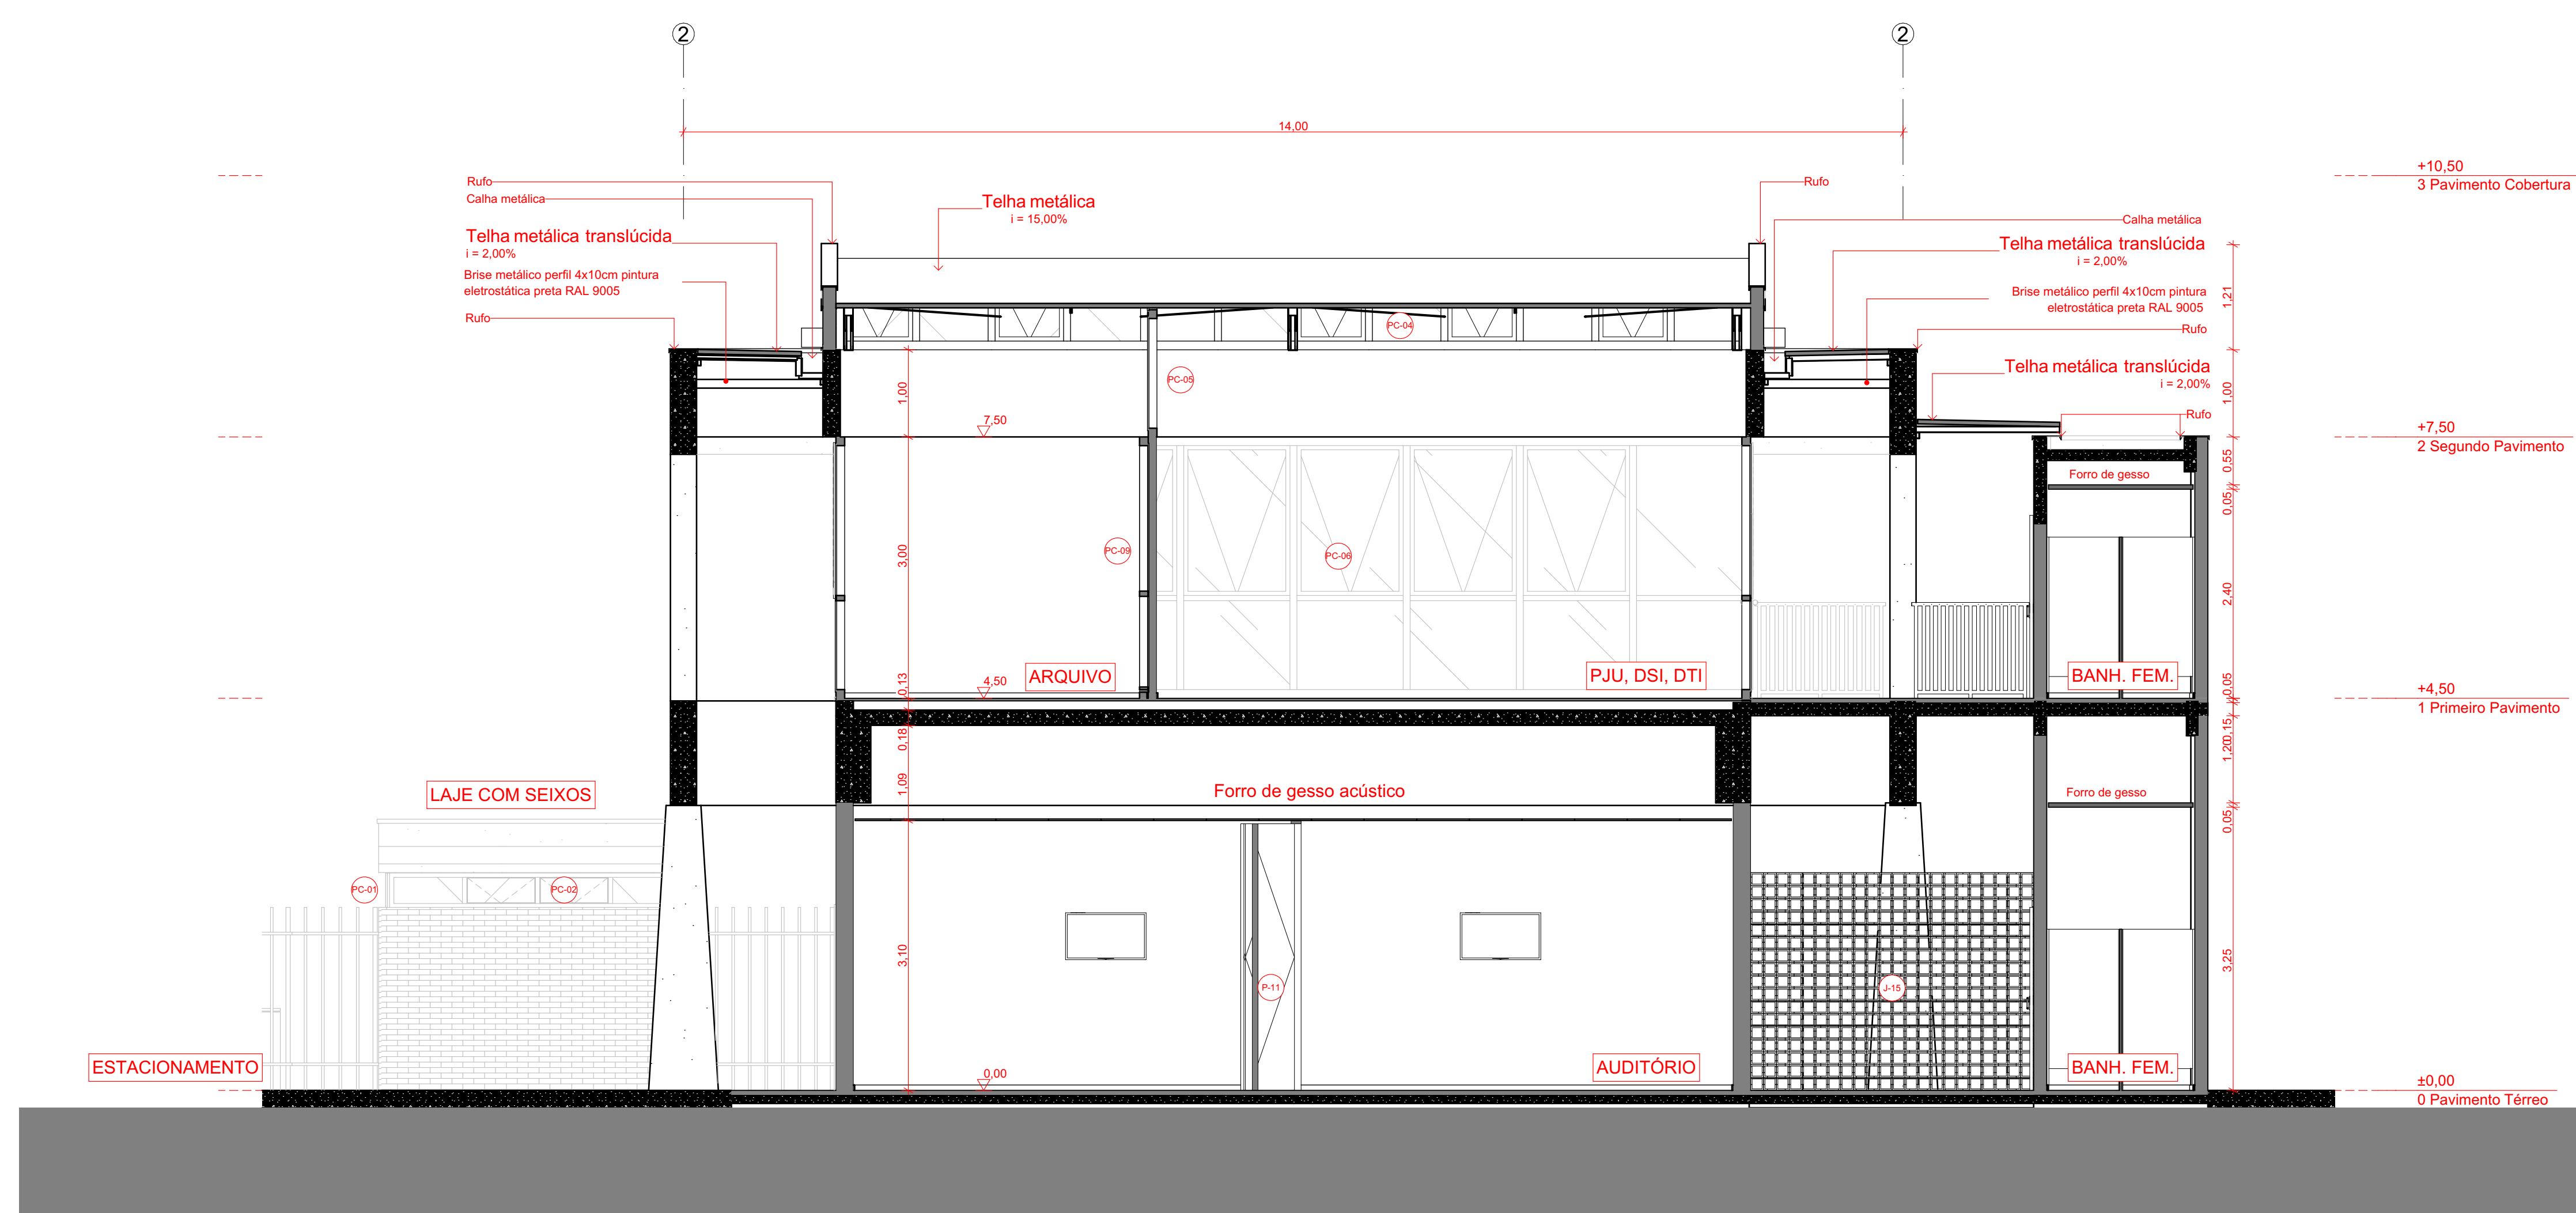 2
2
14,00
+10,50
3 Pavimento Cobertura
Rufo
Calha metálica
Telha metálica translúcida
i = 2,00%
Brise metálico perfil 4x10cm pintura
eletrostática preta RAL 9005
Rufo
Telha metálica
i = 15,00%
Rufo
Calha metálica
Telha metálica translúcida
i = 2,00%
Brise metálico perfil 4x10cm pintura
eletrostática preta RAL 9005
Rufo
Telha metálica translúcida
i = 2,00%
Rufo
PC-04
PC-05
1,21
1,00
1,00
7,50
+7,50
2 Segundo Pavimento
0,55
Forro de gesso
0,05
3,00
PC-09
PC-06
2,40
ARQUIVO
PJU, DSI, DTI
BANH. FEM.
0,13
4,50
0,05
+4,50
1 Primeiro Pavimento
0,18
0,15
1,20
1,09
LAJE COM SEIXOS
Forro de gesso acústico
Forro de gesso
0,05
PC-01
PC-02
3,10
P-11
J-15
3,25
ESTACIONAMENTO
AUDITÓRIO
BANH. FEM.
0,00
±0,00
0 Pavimento Térreo